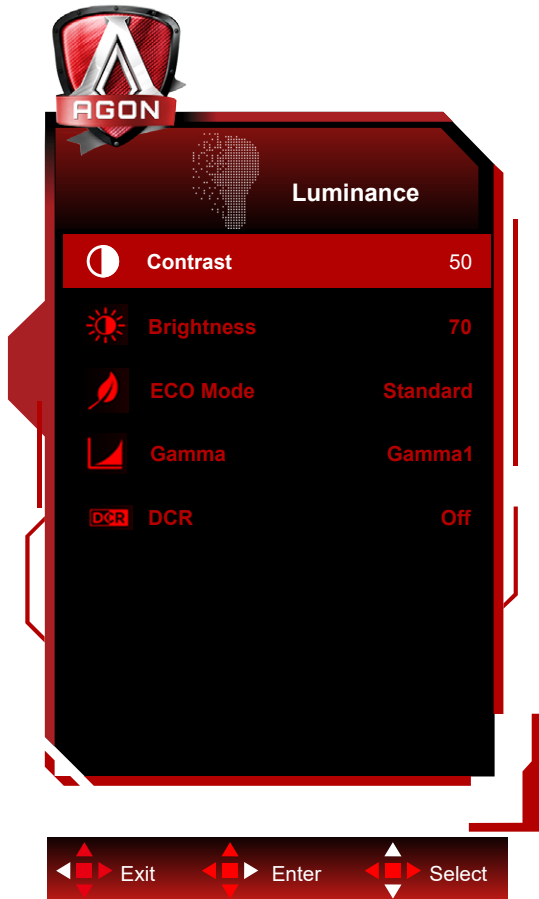 AGON
Luminance
Contrast 50
Brightness 70
ECO Mode Standard
Gamma Gamma1
DCR DCR Off
Exit Enter Select